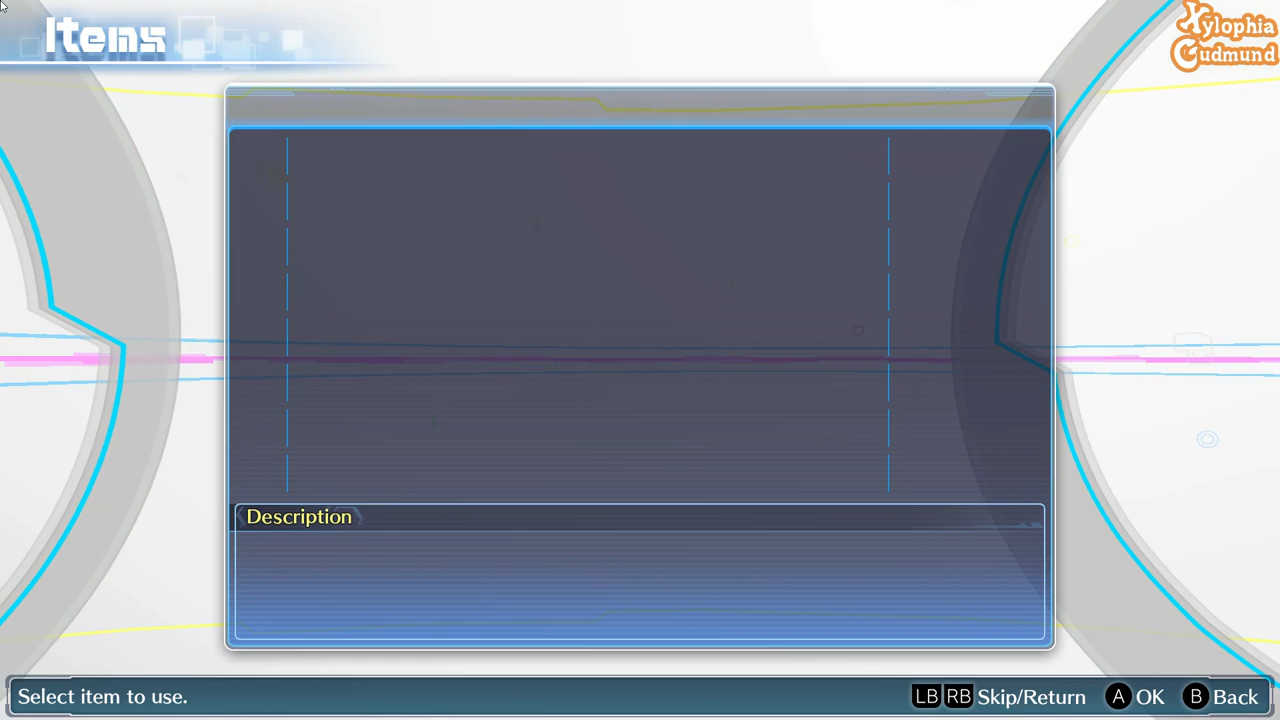 Items
Xylophia
Gudmund
Description
Select item to use.
LB RB Skip/Return A OK B Back